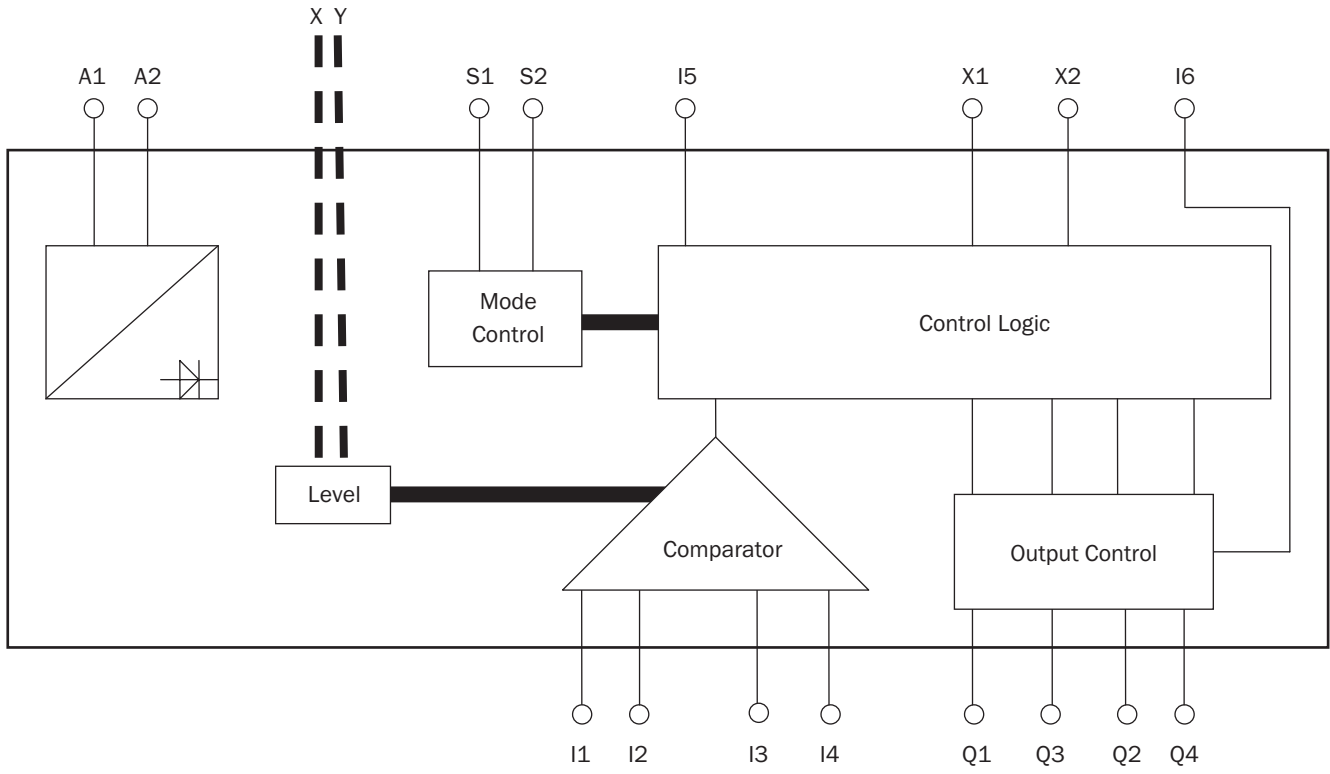 X Y
A1 A2 S1 S2 I5 X1 X2 I6
Mode
Control
Control Logic
Level
Comparator
Output Control
I1 I2 I3 I4 Q1 Q3 Q2 Q4